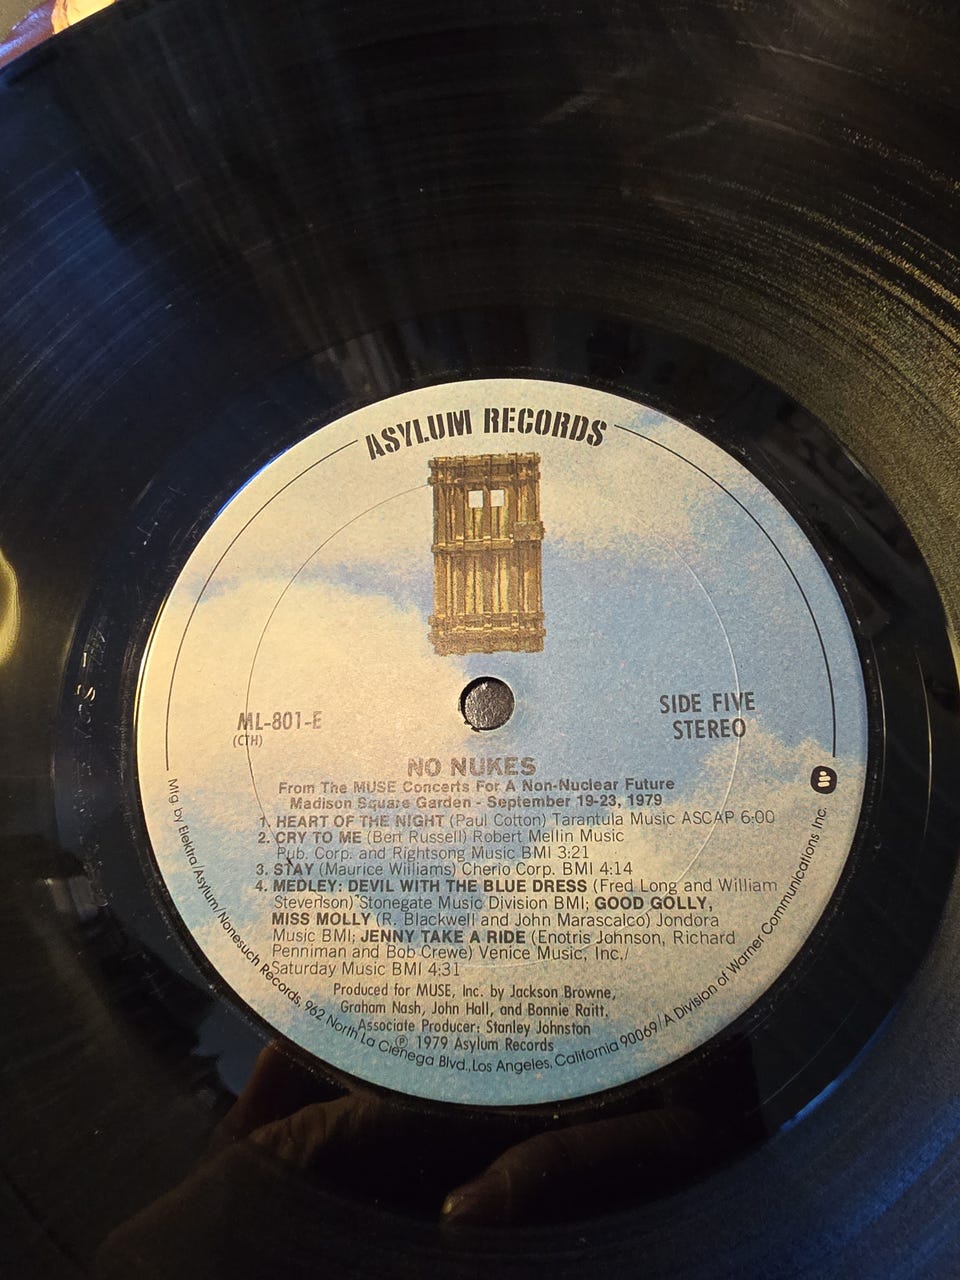 ASYLUM RECORDS
ML-801-E
(CTH)
SIDE FIVE
STEREO
NO NUKES
From The MUSE Concerts For A Non-Nuclear Future
Madison Square Garden - September 19-23, 1979
1. HEART OF THE NIGHT (Paul Cotton) Tarantula Music ASCAP 6:00
2. CRY TO ME (Bert Russell) Robert Mellin Music
Pub. Corp. and Rightsong Music BMI 3:21
3. STAY (Maurice Williams) Cherio Corp. BMI 4:14
4. MEDLEY: DEVIL WITH THE BLUE DRESS (Fred Long and William
Stevenson) Stonegate Music Division BMI; GOOD GOLLY,
MISS MOLLY (R. Blackwell and John Marascalco) Jondora
Music BMI; JENNY TAKE A RIDE (Enotris Johnson, Richard
Penniman and Bob Crewe) Venice Music, Inc./
Saturday Music BMI 4:31
Produced for MUSE, Inc. by Jackson Browne,
Graham Nash, John Hall, and Bonnie Raitt,
Associate Producer: Stanley Johnston
℗ 1979 Asylum Records
Mfg. by Elektra/Asylum/Nonesuch Records, 962 North La Cienega Blvd., Los Angeles, California 90069/A Division of Warner Communications Inc.